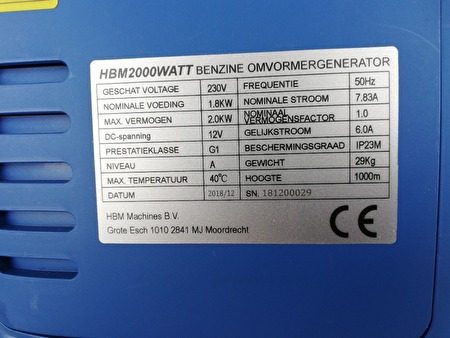 HBM2000WATT BENZINE OMVORMERGENERATOR
GESCHAT VOLTAGE 230V FREQUENTIE 50Hz
NOMINALE VOEDING 1.8KW NOMINALE STROOM 7.83A
MAX. VERMOGEN 2.0KW NOMINAAL VERMOGENSFACTOR 1.0
DC-spanning 12V GELIJKSTROOM 6.0A
PRESTATIEKLASSE G1 BESCHERMINGSGRAAD IP23M
NIVEAU A GEWICHT 29Kg
MAX. TEMPERATUUR 40℃ HOOGTE 1000m
DATUM 2018/12 SN. 181200029
HBM Machines B.V.
Grote Esch 1010 2841 MJ Moordrecht
CE